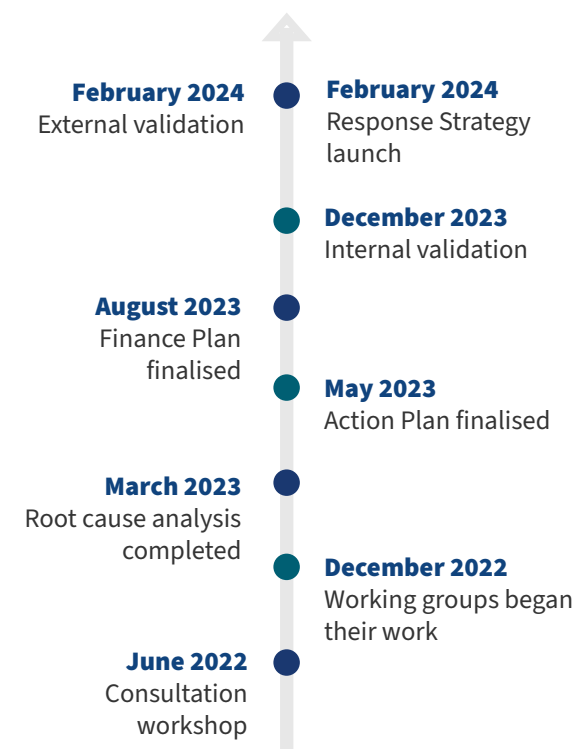 February 2024
External validation
February 2024
Response Strategy
launch
December 2023
Internal validation
August 2023
Finance Plan
finalised
May 2023
Action Plan finalised
March 2023
Root cause analysis
completed
December 2022
Working groups began
their work
June 2022
Consultation
workshop